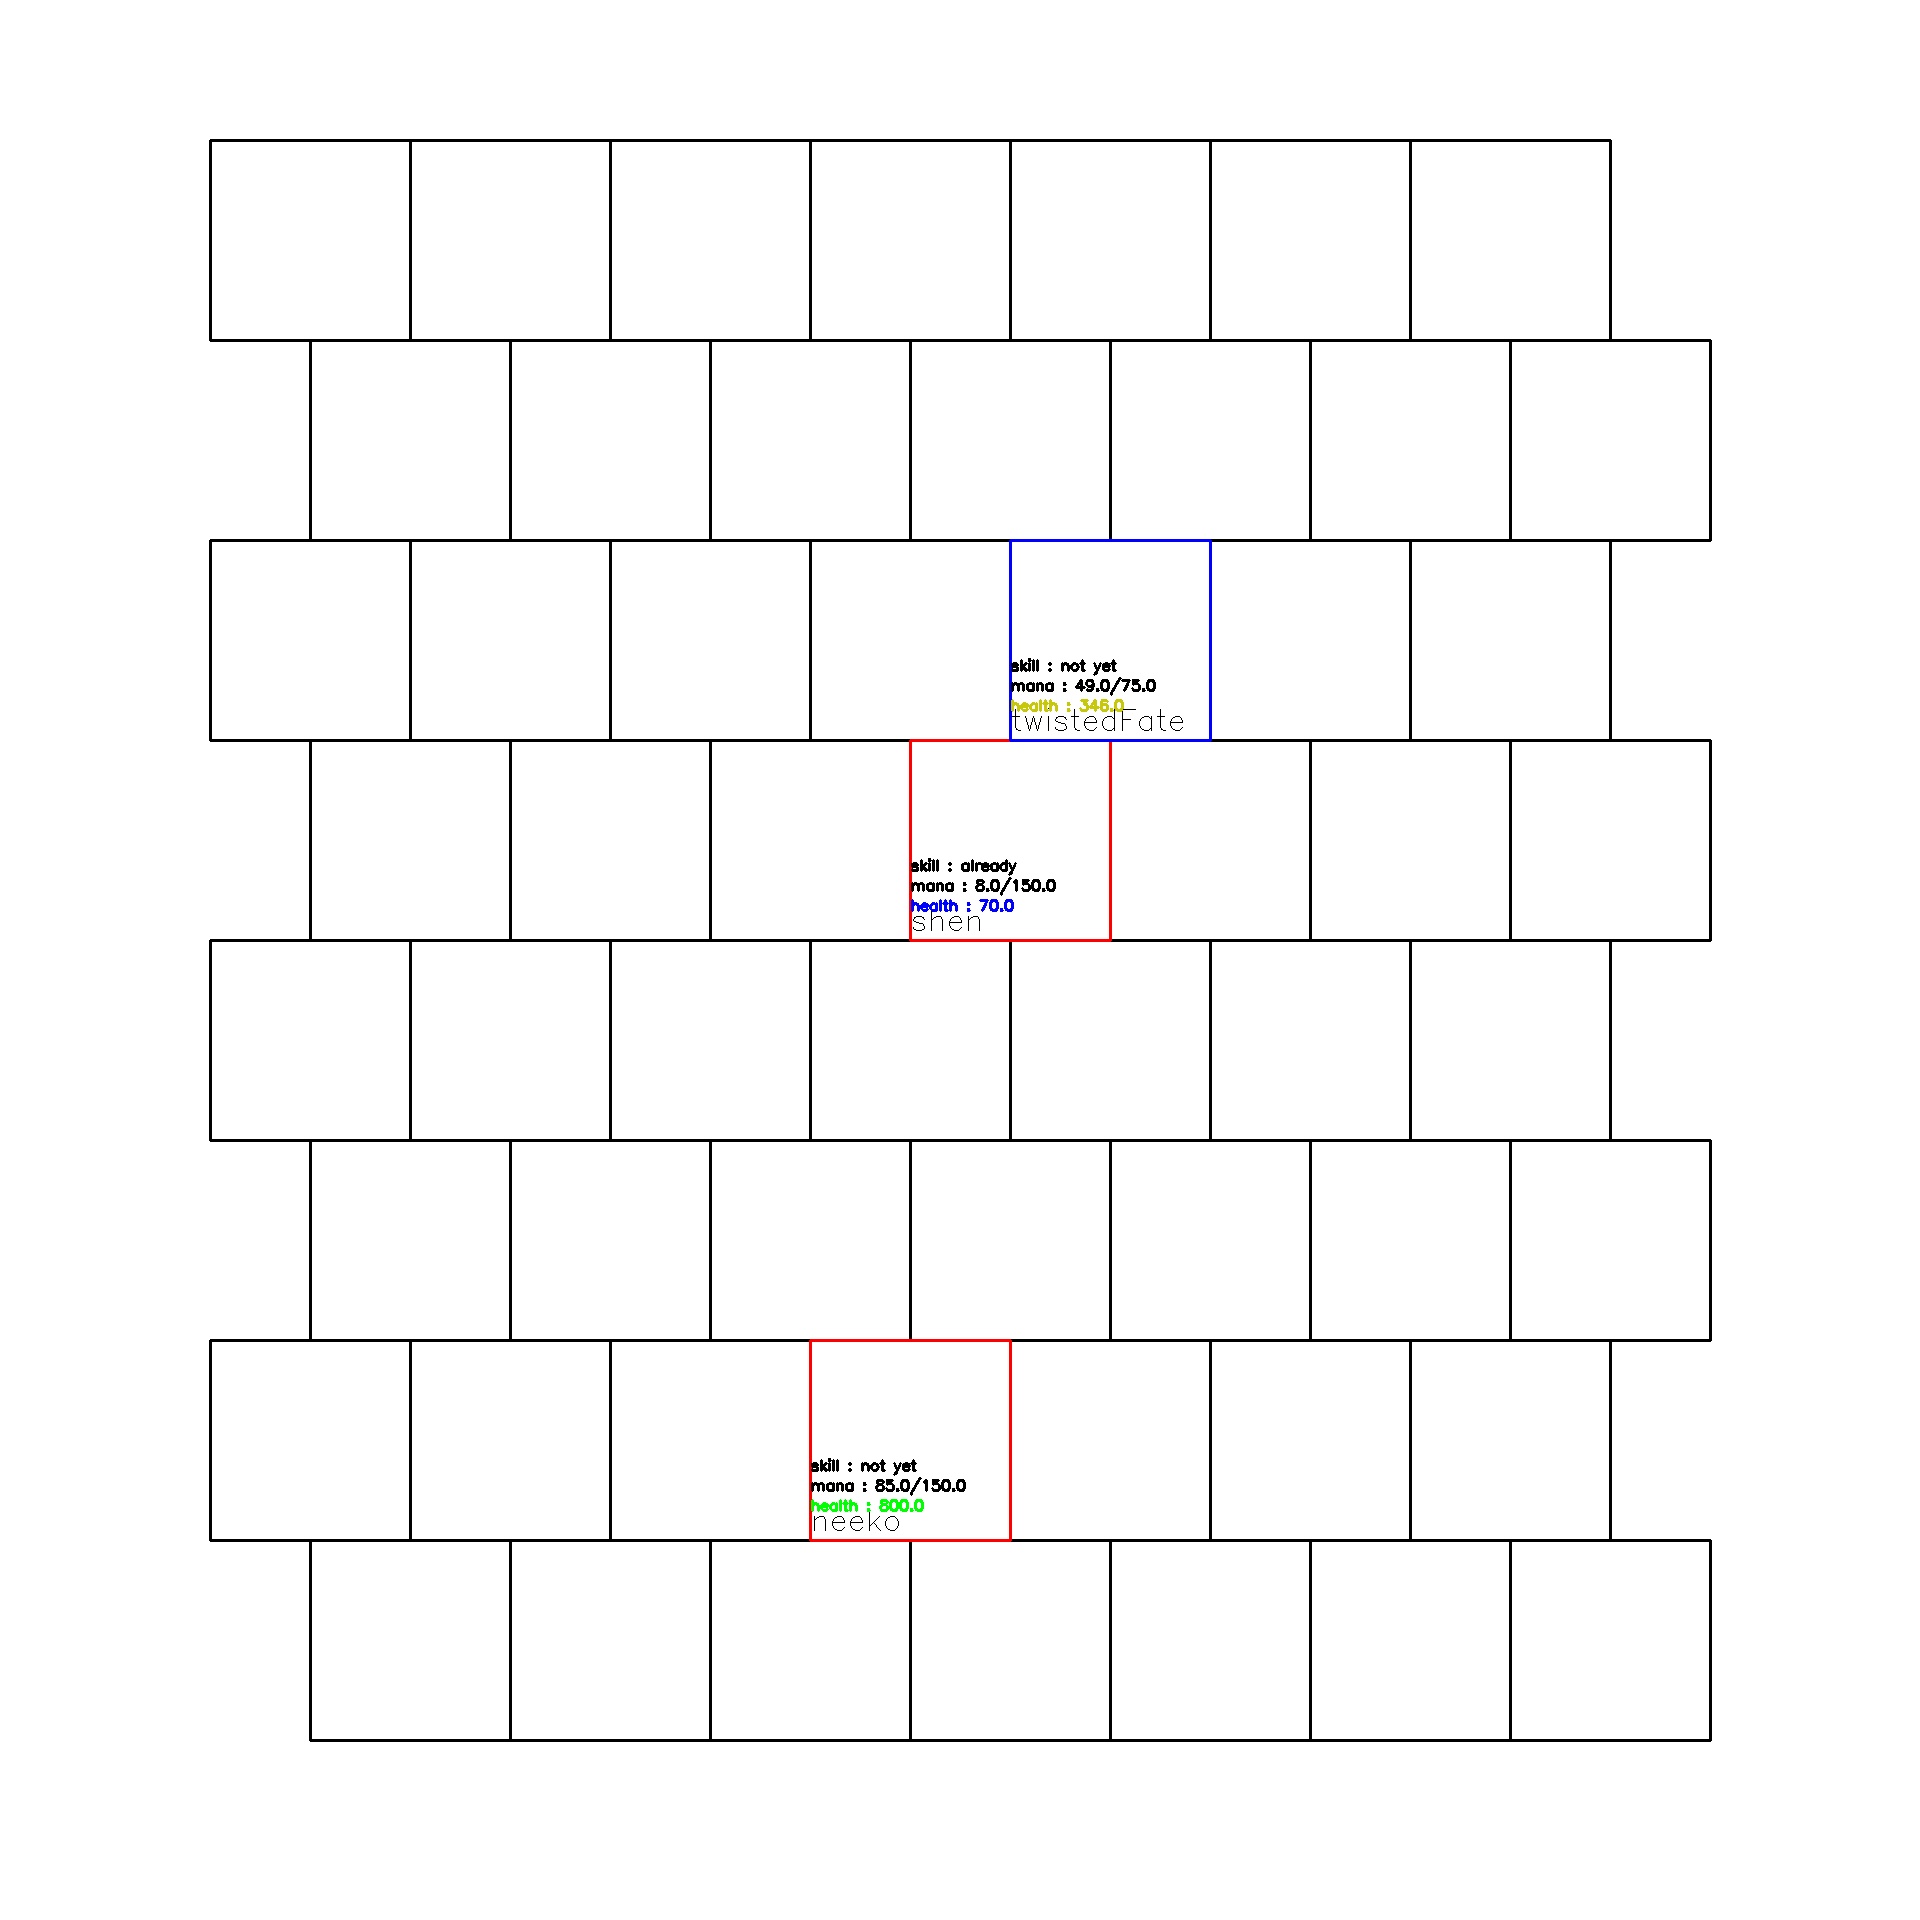 skill : not yet
mana : 49.0/75.0
health : 346.0
twistedFate
skill : already
mana : 8.0/150.0
health : 70.0
shen
skill : not yet
mana : 85.0/150.0
health : 800.0
neeko